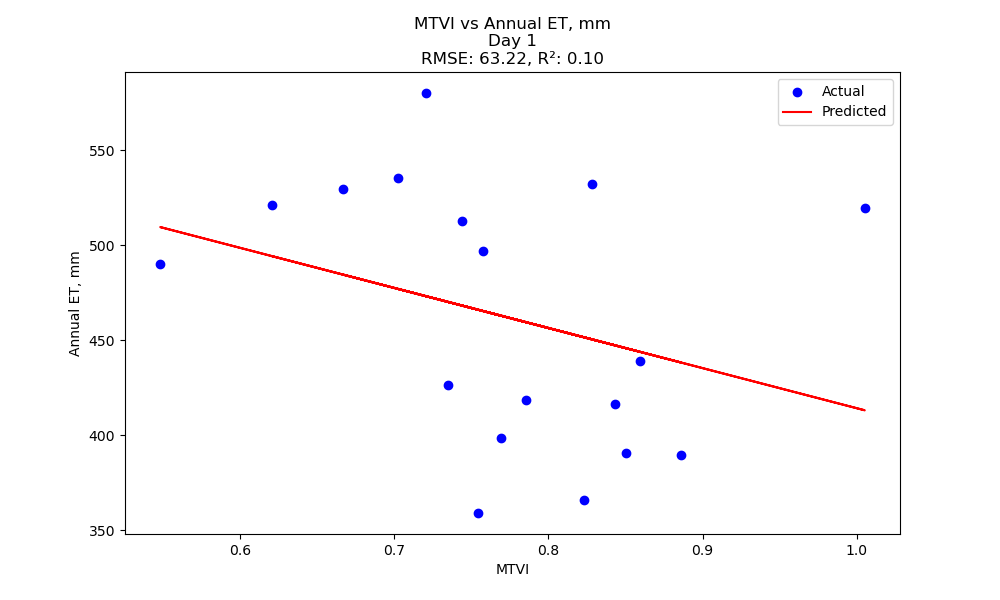 MTVI vs Annual ET, mm
Day 1
RMSE: 63.22, R²: 0.10
Actual
Predicted
550
500
450
400
350
Annual ET, mm
0.6
0.7
0.8
0.9
1.0
MTVI